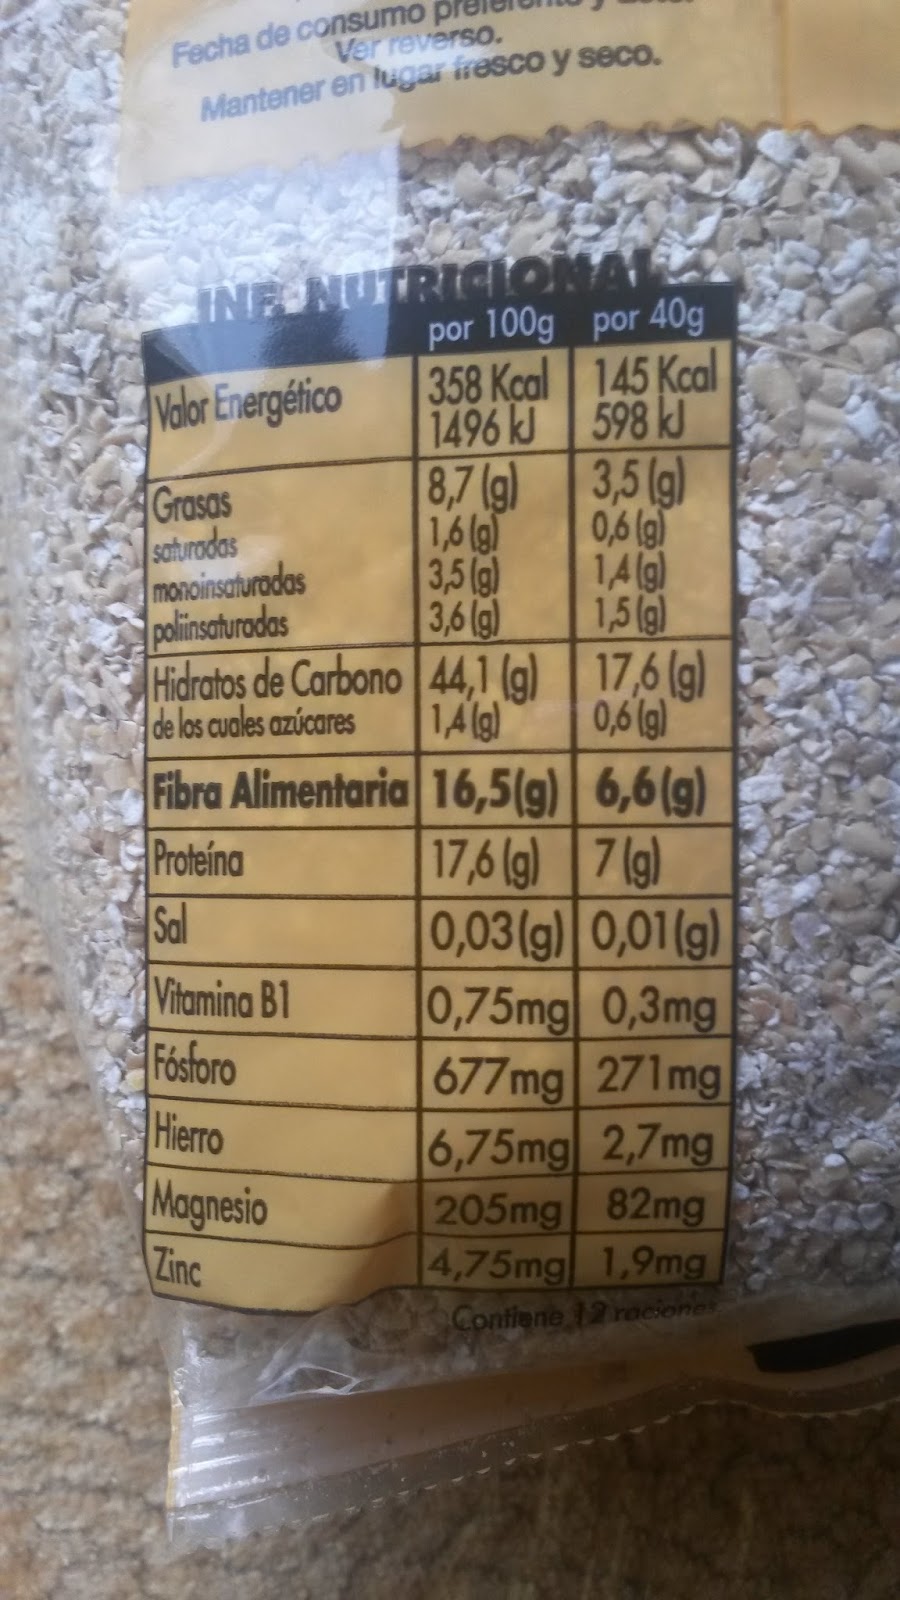 Fecha de consumo
Ver reverso.
Mantener en lugar fresco y seco.
INF. NUTRICIONAL
por 100g por 40g
Valor Energético 358 Kcal 145 Kcal
1496 kJ 598 kJ
Grasas 8,7 (g) 3,5 (g)
saturadas 1,6 (g) 0,6 (g)
monoinsaturadas 3,5 (g) 1,4 (g)
poliinsaturadas 3,6 (g) 1,5 (g)
Hidratos de Carbono 44,1 (g) 17,6 (g)
de los cuales azúcares 1,4 (g) 0,6 (g)
Fibra Alimentaria 16,5(g) 6,6(g)
Proteína 17,6 (g) 7 (g)
Sal 0,03(g) 0,01(g)
Vitamina B1 0,75mg 0,3mg
Fósforo 677mg 271mg
Hierro 6,75mg 2,7mg
Magnesio 205mg 82mg
Zinc 4,75mg 1,9mg
Contiene 12 raciones